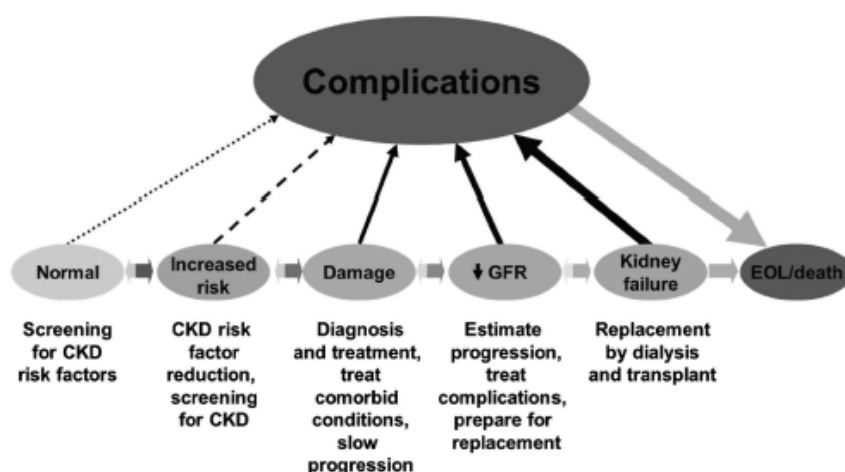 Complications
Normal
Increased
risk
Damage
⬇ GFR
Kidney
failure
EOL/death
Screening
for CKD
risk factors
CKD risk
factor
reduction,
screening
for CKD
Diagnosis
and treatment,
treat
comorbid
conditions,
slow
progression
Estimate
progression,
treat
complications,
prepare for
replacement
Replacement
by dialysis
and transplant